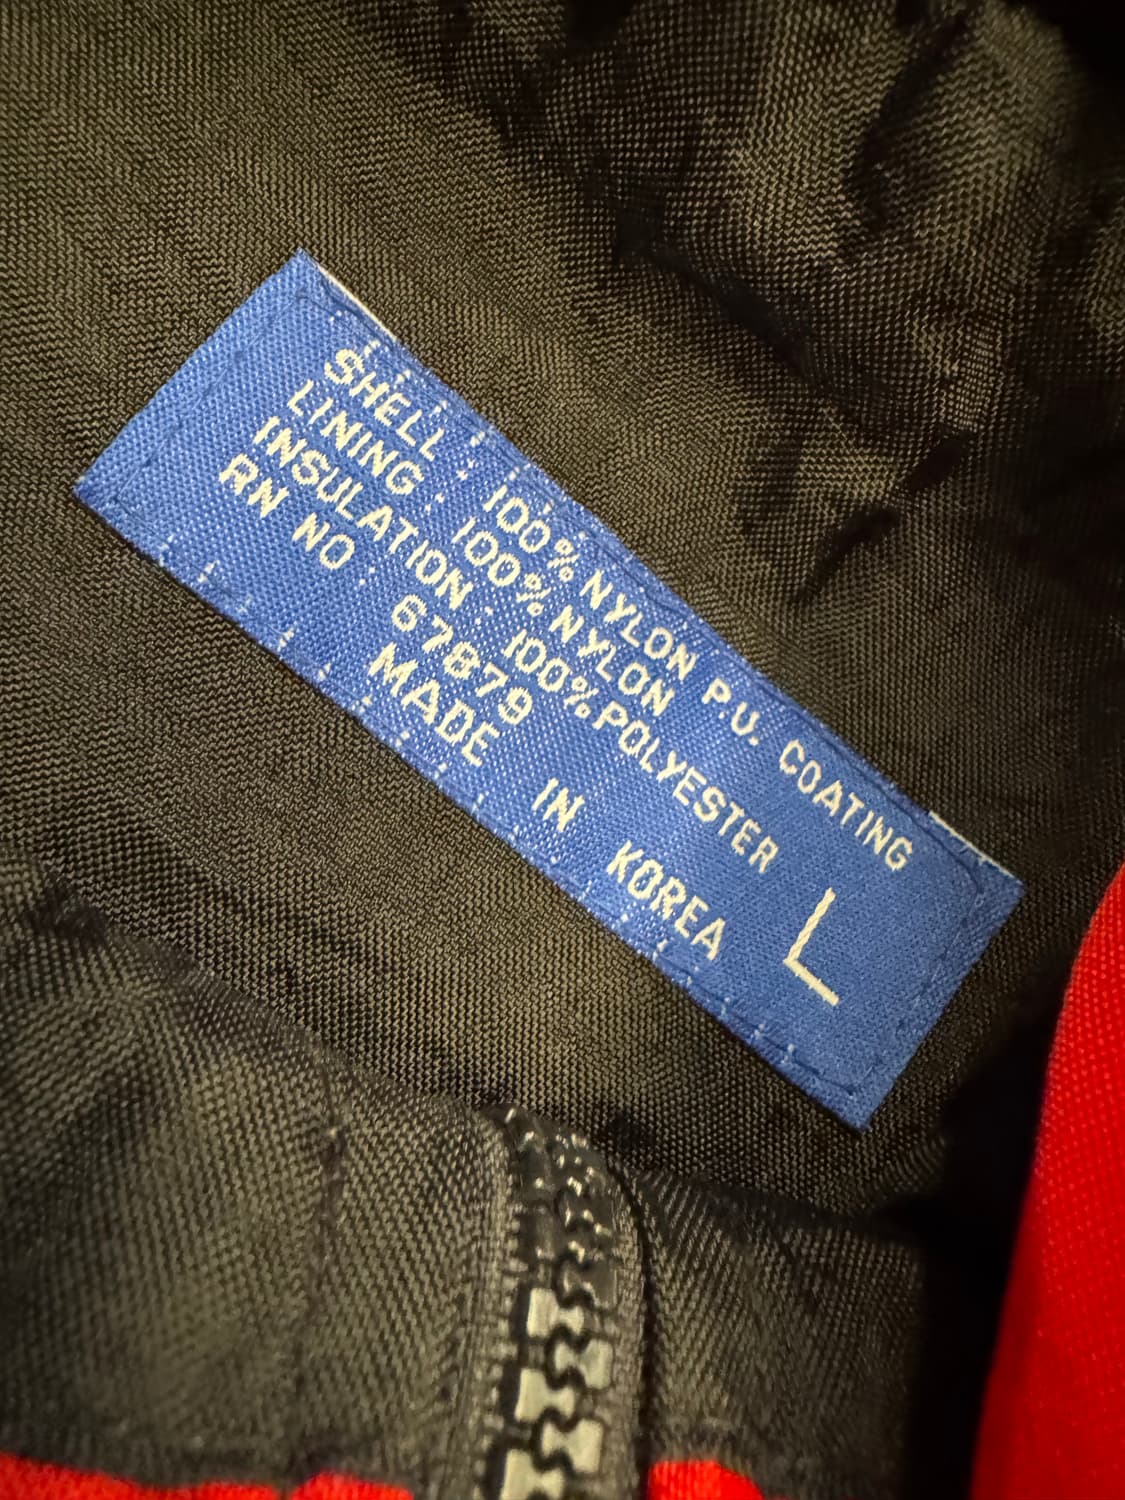 SHELL : 100% NYLON P.U. COATING
LINING : 100% NYLON
INSULATION : 100% POLYESTER
RN NO : 67879
MADE IN KOREA L